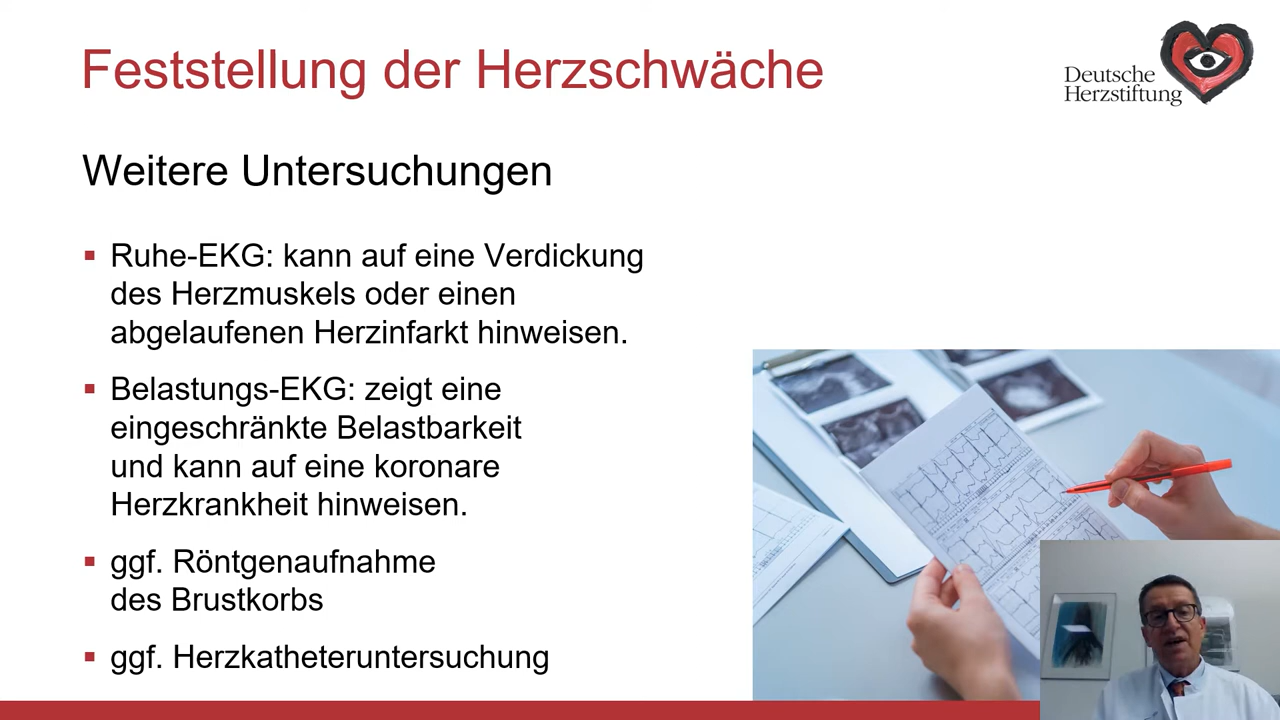 Feststellung der Herzschwäche
Deutsche
Herzstiftung
Weitere Untersuchungen
▪ Ruhe-EKG: kann auf eine Verdickung
des Herzmuskels oder einen
abgelaufenen Herzinfarkt hinweisen.
▪ Belastungs-EKG: zeigt eine
eingeschränkte Belastbarkeit
und kann auf eine koronare
Herzkrankheit hinweisen.
▪ ggf. Röntgenaufnahme
des Brustkorbs
▪ ggf. Herzkatheteruntersuchung